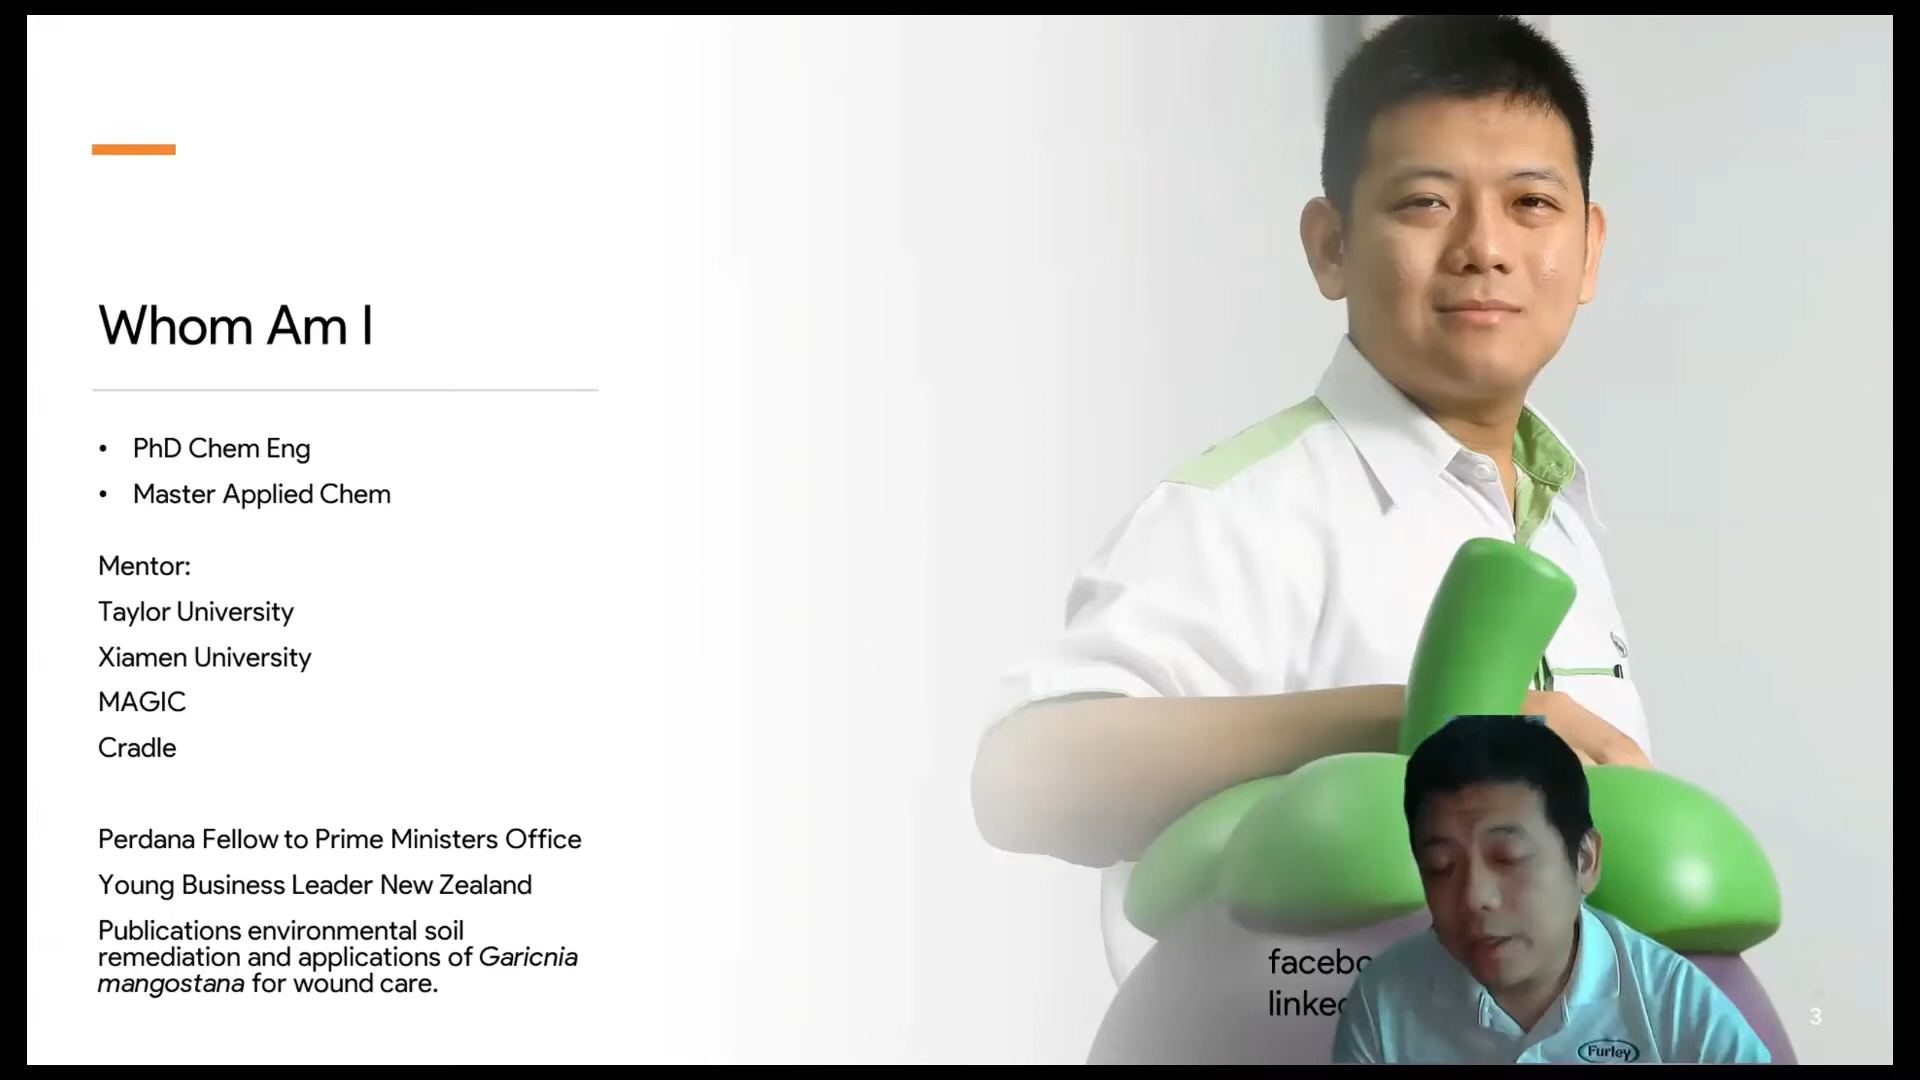 Whom Am I
• PhD Chem Eng
• Master Applied Chem
Mentor:
Taylor University
Xiamen University
MAGIC
Cradle
Perdana Fellow to Prime Ministers Office
Young Business Leader New Zealand
Publications environmental soil
remediation and applications of Garicnia
mangostana for wound care.
Furley
3